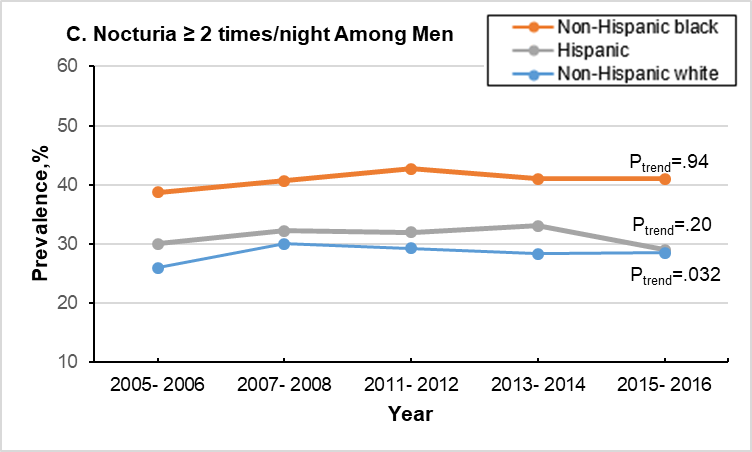 C. Nocturia ≥ 2 times/night Among Men
Non-Hispanic black
Hispanic
Non-Hispanic white
60
50
40
30
20
10
Prevalence,%
Ptrend=.94
Ptrend=.20
Ptrend=.032
2005- 2006
2007- 2008
2011- 2012
2013- 2014
2015- 2016
Year